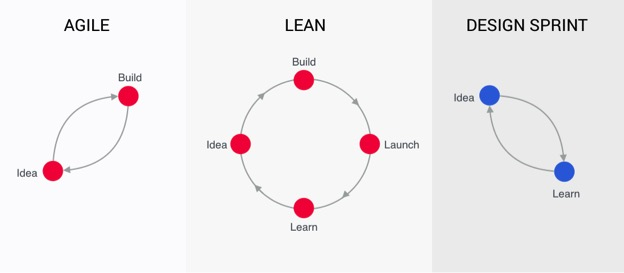 AGILE
Build
Idea
LEAN
Build
Idea
Launch
Learn
DESIGN SPRINT
Idea
Learn